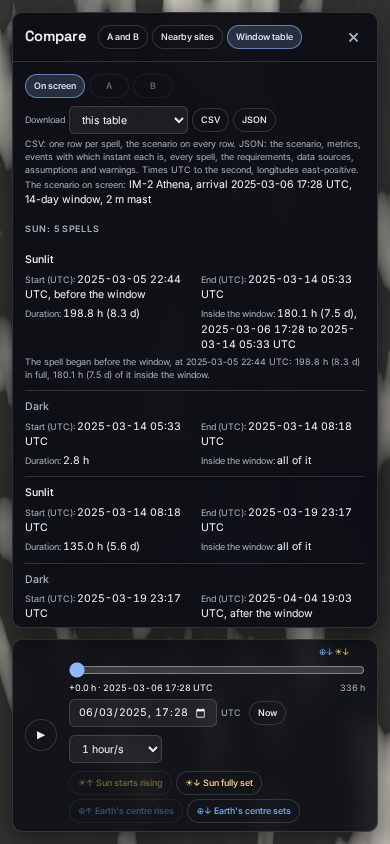 Compare A and B Nearby sites Window table ✕
On screen A B
Download this table CSV JSON
CSV: one row per spell, the scenario on every row. JSON: the scenario, metrics,
events with which instant each is, every spell, the requirements, data sources,
assumptions and warnings. Times UTC to the second, longitudes east-positive.
The scenario on screen: IM-2 Athena, arrival 2025-03-06 17:28 UTC,
14-day window, 2 m mast
SUN: 5 SPELLS
Sunlit
Start (UTC): 2025-03-05 22:44
UTC, before the window
End (UTC): 2025-03-14 05:33
UTC
Duration: 198.8 h (8.3 d)
Inside the window: 180.1 h (7.5 d),
2025-03-06 17:28 to 2025-
03-14 05:33 UTC
The spell began before the window, at 2025-03-05 22:44 UTC: 198.8 h (8.3 d)
in full, 180.1 h (7.5 d) of it inside the window.
Dark
Start (UTC): 2025-03-14 05:33
UTC
End (UTC): 2025-03-14 08:18
UTC
Duration: 2.8 h
Inside the window: all of it
Sunlit
Start (UTC): 2025-03-14 08:18
UTC
End (UTC): 2025-03-19 23:17
UTC
Duration: 135.0 h (5.6 d)
Inside the window: all of it
Dark
Start (UTC): 2025-03-19 23:17
UTC
End (UTC): 2025-04-04 19:03
UTC, after the window
⊕↓ ☀↓
+0.0 h · 2025-03-06 17:28 UTC 336 h
06/03/2025, 17:28 UTC Now
▶
1 hour/s
☀↑ Sun starts rising ☀↓ Sun fully set
⊕↑ Earth's centre rises ⊕↓ Earth's centre sets